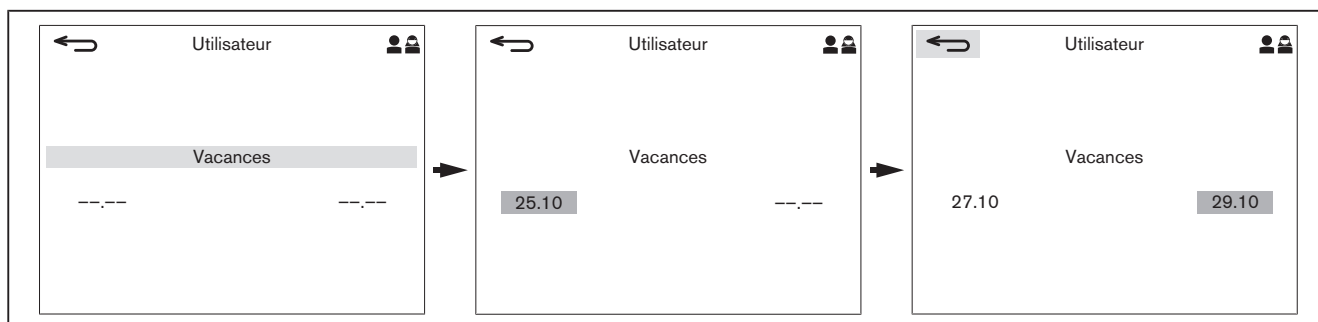 Utilisateur
Vacances
--.-- --.--
Utilisateur
Vacances
25.10 --.--
Utilisateur
Vacances
27.10 29.10